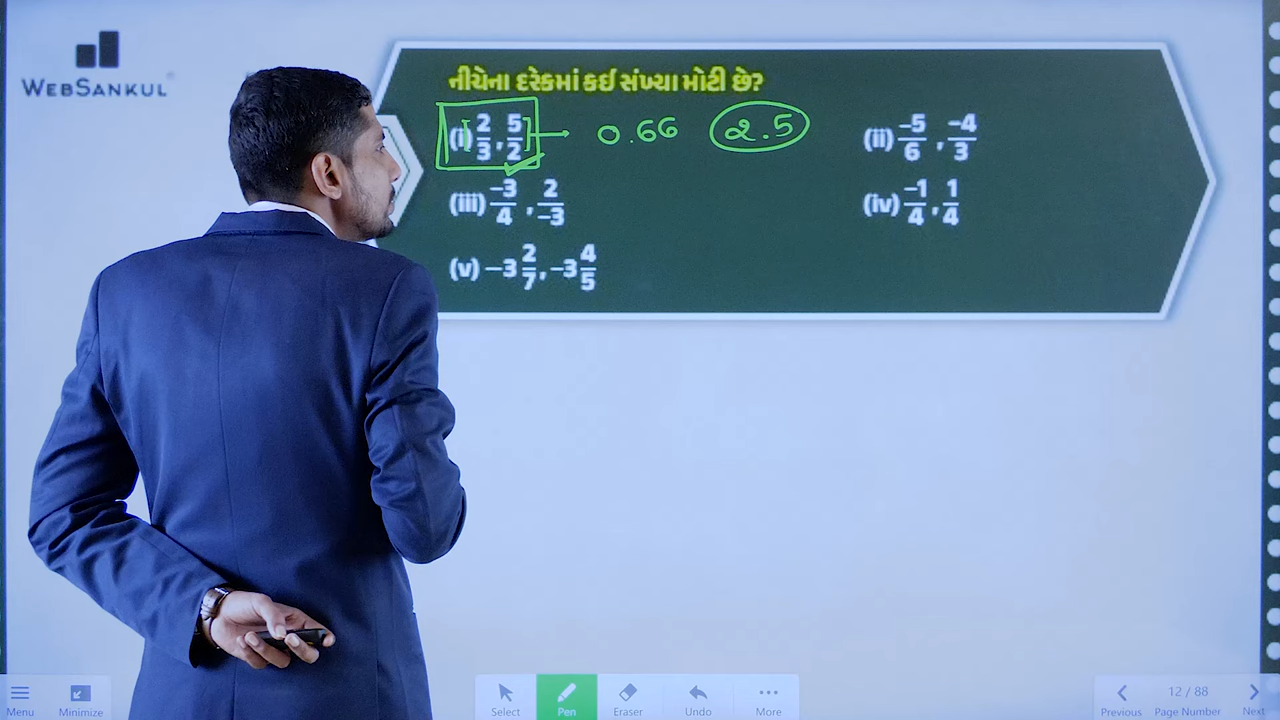 WEBSANKUL
નીચેના દરેકમાં કઈ સંખ્યા મોટી છે?
(i) 2/3, 5/2 → 0.66 2.5 (ii) -5/6, -4/3
(iii) -3/4, 2/-3 (iv) -1/4, 1/4
(v) -3 2/7, -3 4/5
Menu Minimize Select Pen Eraser Undo More Previous 12 / 88 Page Number Next